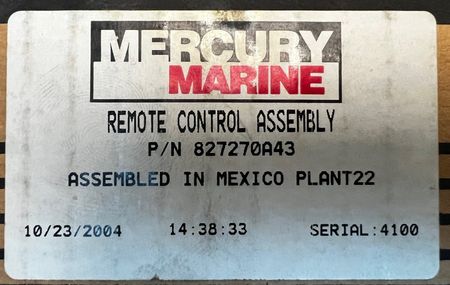 MERCURY
MARINE
REMOTE CONTROL ASSEMBLY
P/N 827270A43
ASSEMBLED IN MEXICO PLANT22
10/23/2004 14:38:33 SERIAL:4100